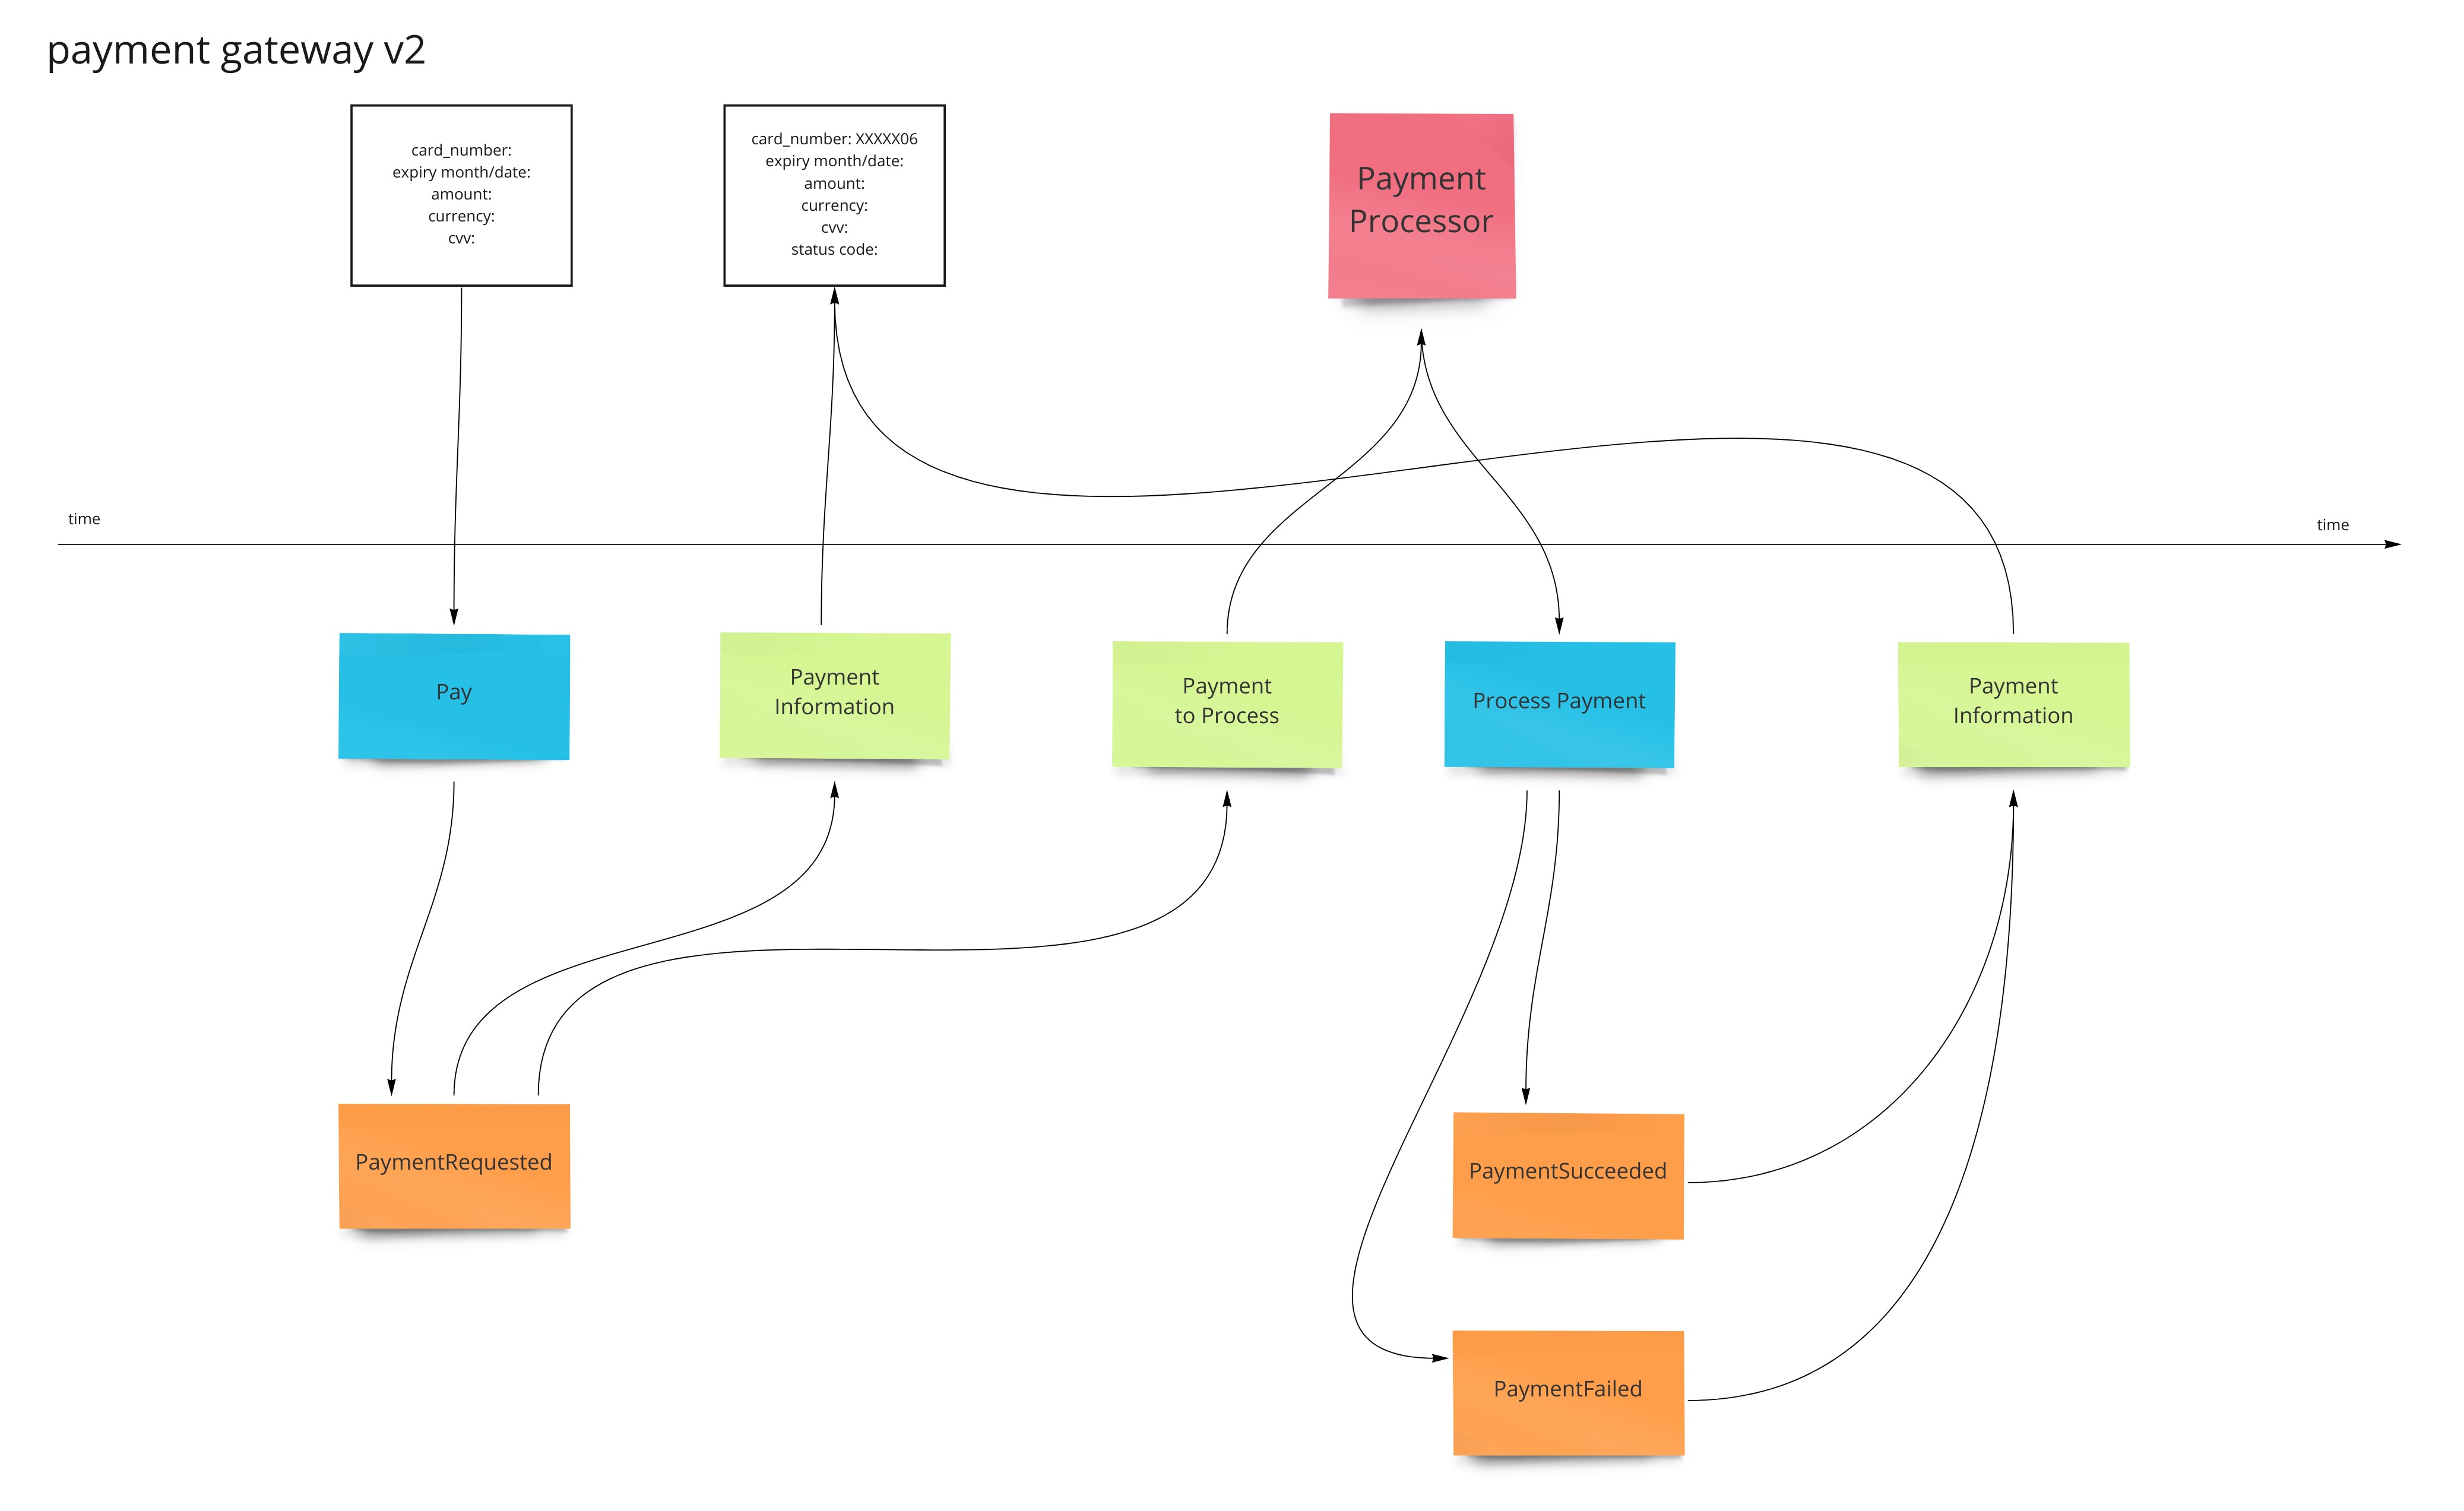 payment gateway v2
card_number:
expiry month/date:
amount:
currency:
cvv:
card_number: XXXXX06
expiry month/date:
amount:
currency:
cvv:
status code:
Payment
Processor
time
time
Pay
Payment
Information
Payment
to Process
Process Payment
Payment
Information
PaymentRequested
PaymentSucceeded
PaymentFailed